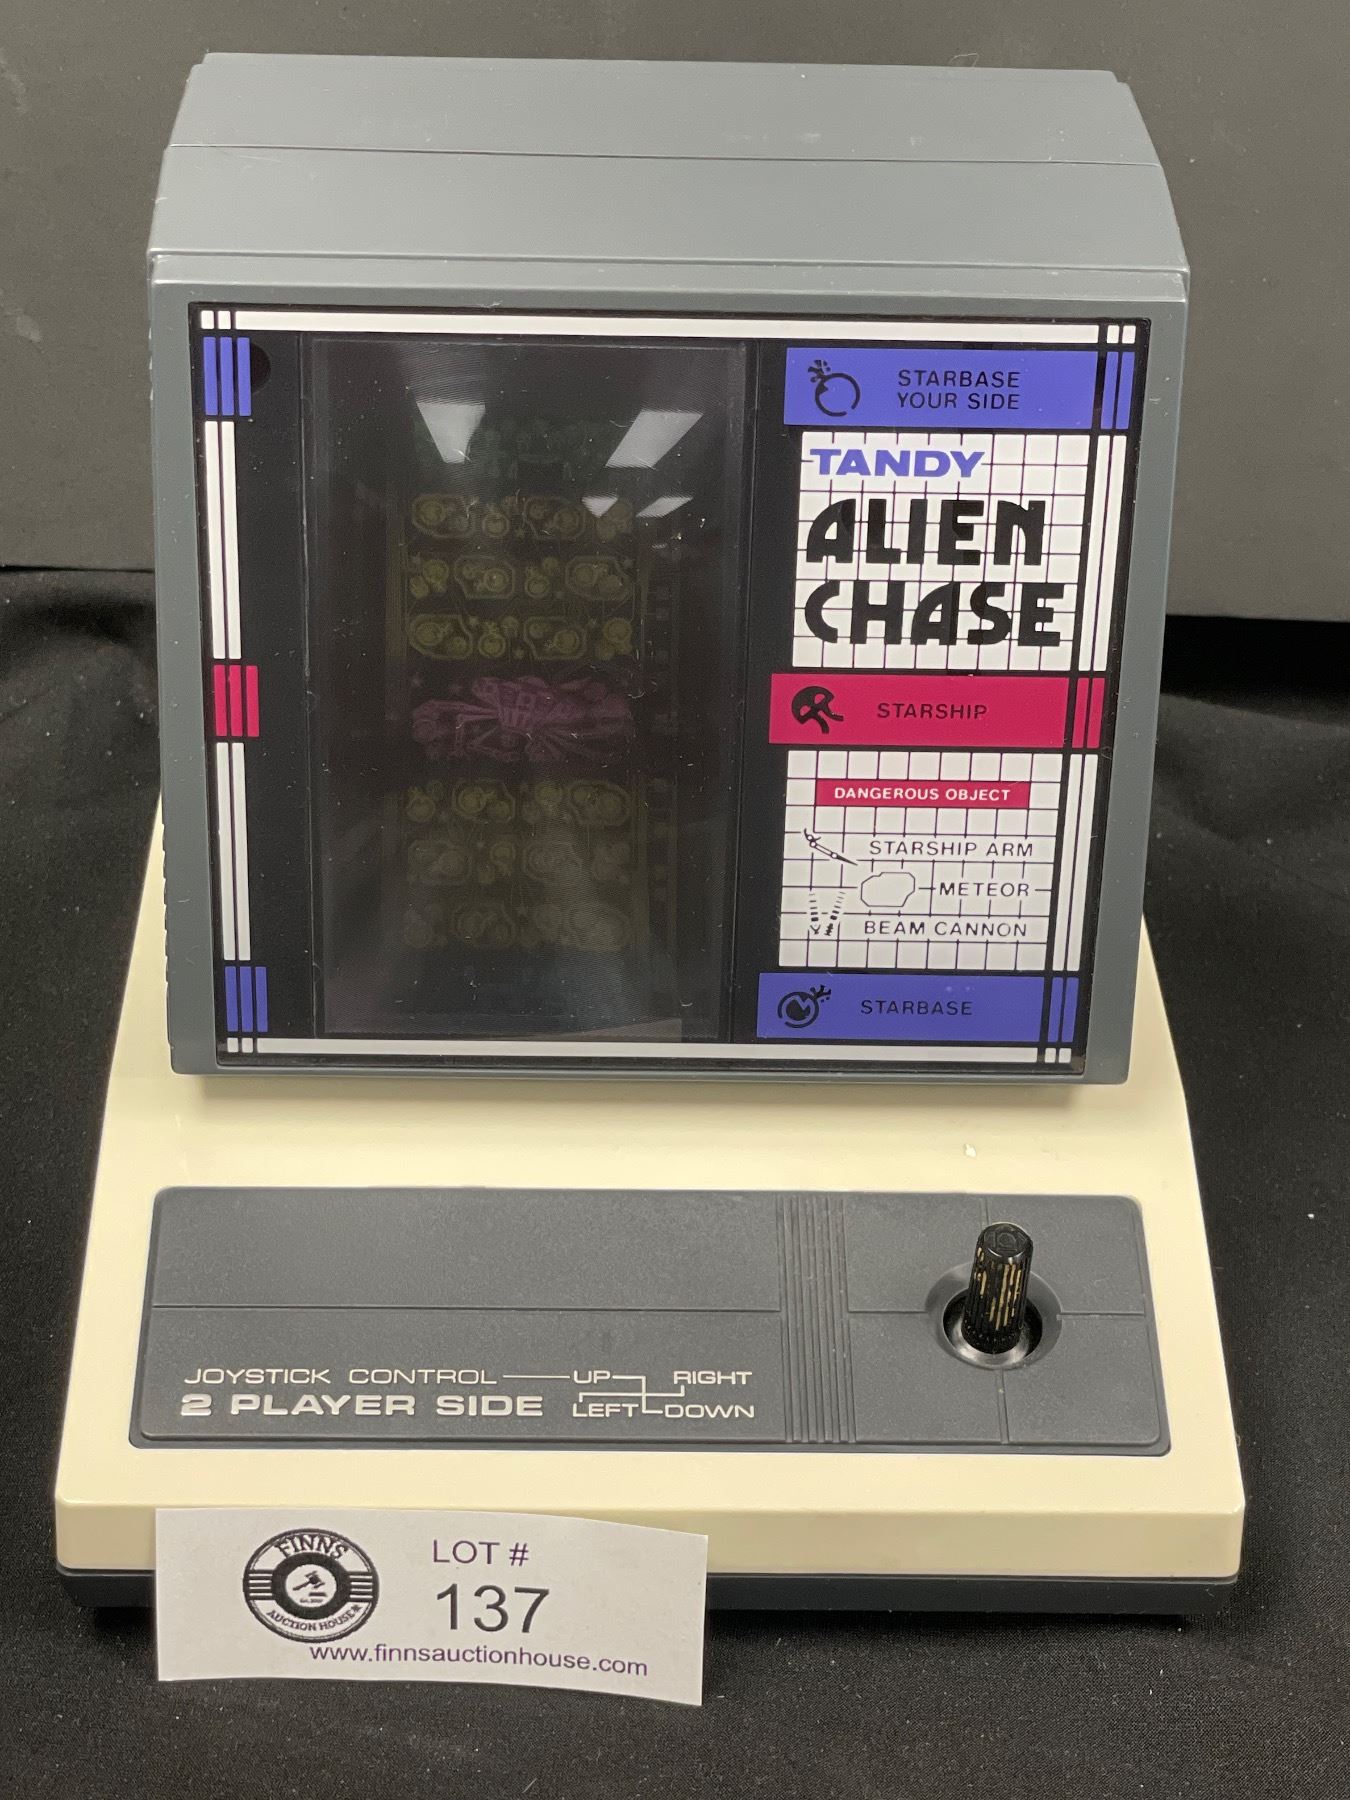 STARBASE
YOUR SIDE
TANDY
ALIEN
CHASE
STARSHIP
DANGEROUS OBJECT
STARSHIP ARM
METEOR
BEAM CANNON
STARBASE
JOYSTICK CONTROL UP RIGHT
2 PLAYER SIDE LEFT DOWN
FINNS
AUCTION HOUSE
LOT #
137
www.finnsauctionhouse.com